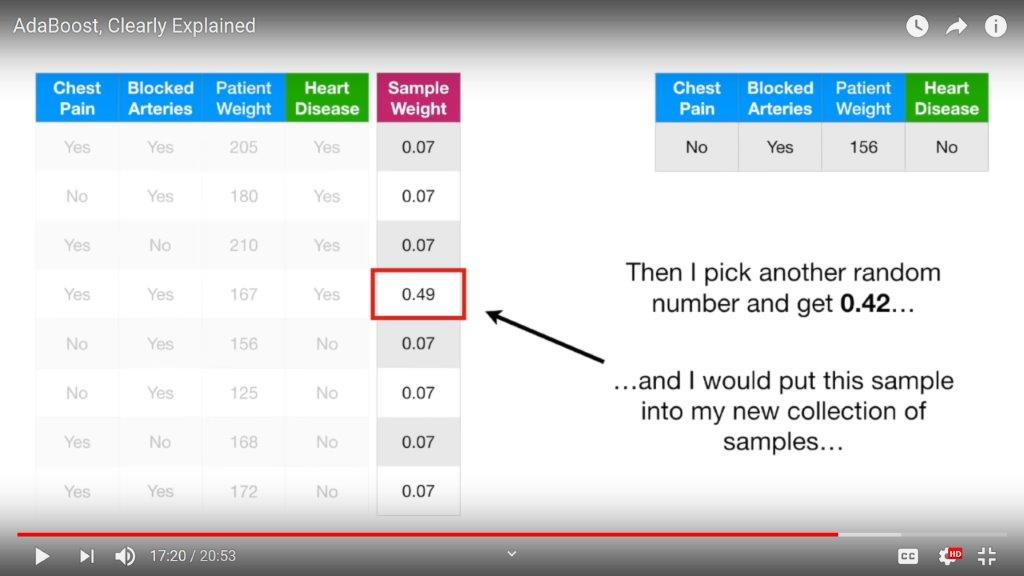 AdaBoost, Clearly Explained
Chest Pain Blocked Arteries Patient Weight Heart Disease Sample Weight
Yes Yes 205 Yes 0.07
No Yes 180 Yes 0.07
Yes No 210 Yes 0.07
Yes Yes 167 Yes 0.49
No Yes 156 No 0.07
No Yes 125 No 0.07
Yes No 168 No 0.07
Yes Yes 172 No 0.07
Chest Pain Blocked Arteries Patient Weight Heart Disease
No Yes 156 No
Then I pick another random
number and get 0.42…
…and I would put this sample
into my new collection of
samples…
17:20 / 20:53
CC
HD